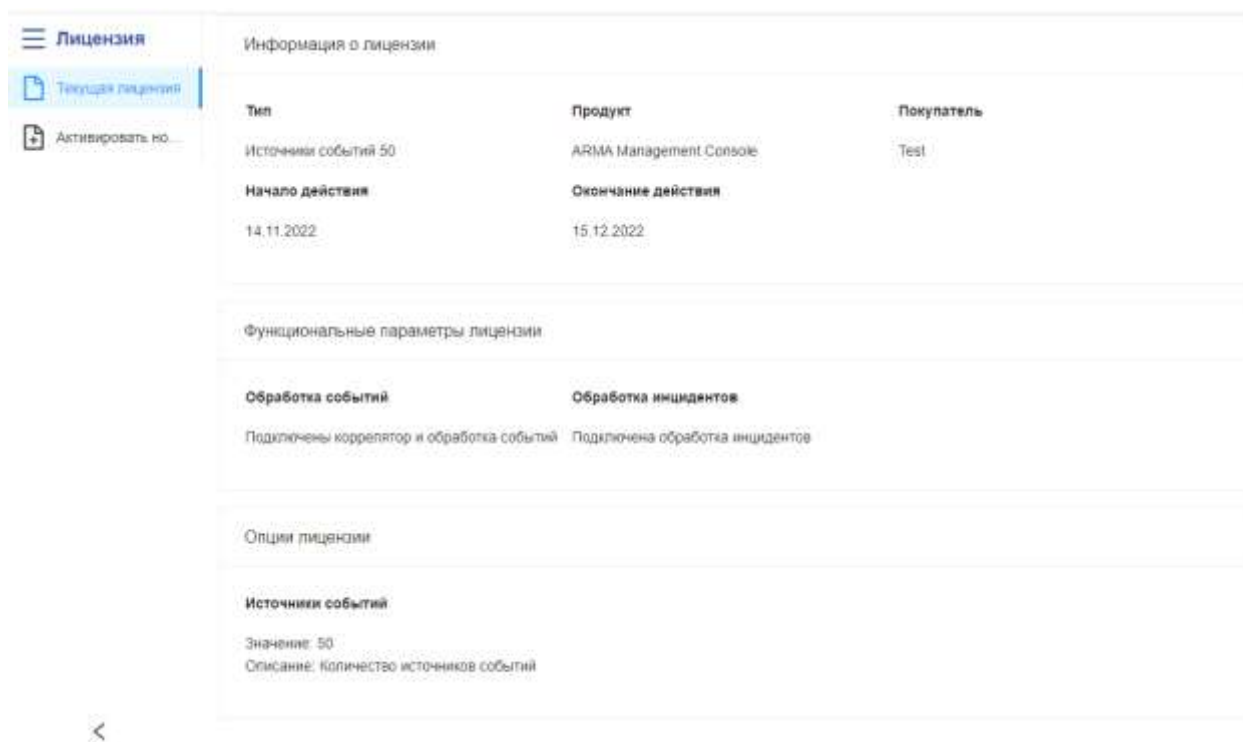 Лицензия
Текущая лицензия
Активировать но...
Информация о лицензии
Тип
Продукт
Покупатель
Источники событий 50
ARMA Management Console
Test
Начало действия
Окончание действия
14.11.2022
15.12.2022
Функциональные параметры лицензии
Обработка событий
Обработка инцидентов
Подключены коррелятор и обработка событий
Подключена обработка инцидентов
Опции лицензии
Источники событий
Значение: 50
Описание: Количество источников событий